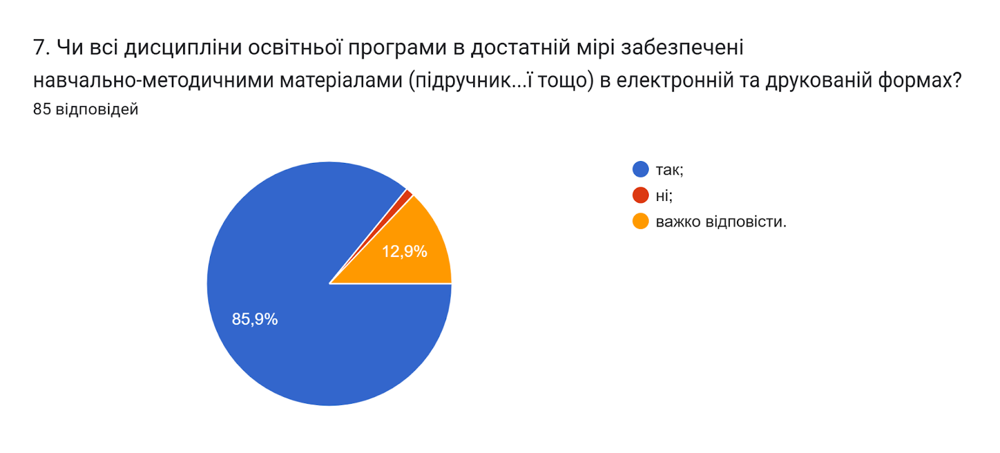 7. Чи всі дисципліни освітньої програми в достатній мірі забезпечені
навчально-методичними матеріалами (підручник...ї тощо) в електронній та друкованій формах?
85 відповідей
так;
ні;
важко відповісти.
12,9%
85,9%